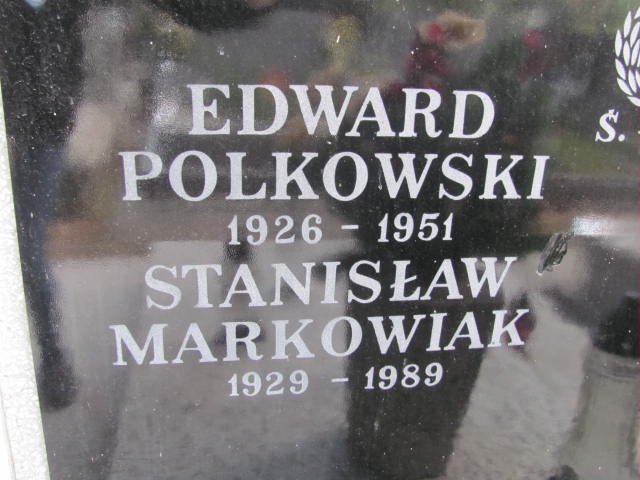 EDWARD
POLKOWSKI
1926 - 1951
STANISŁAW
MARKOWIAK
1929 - 1989
Ś.